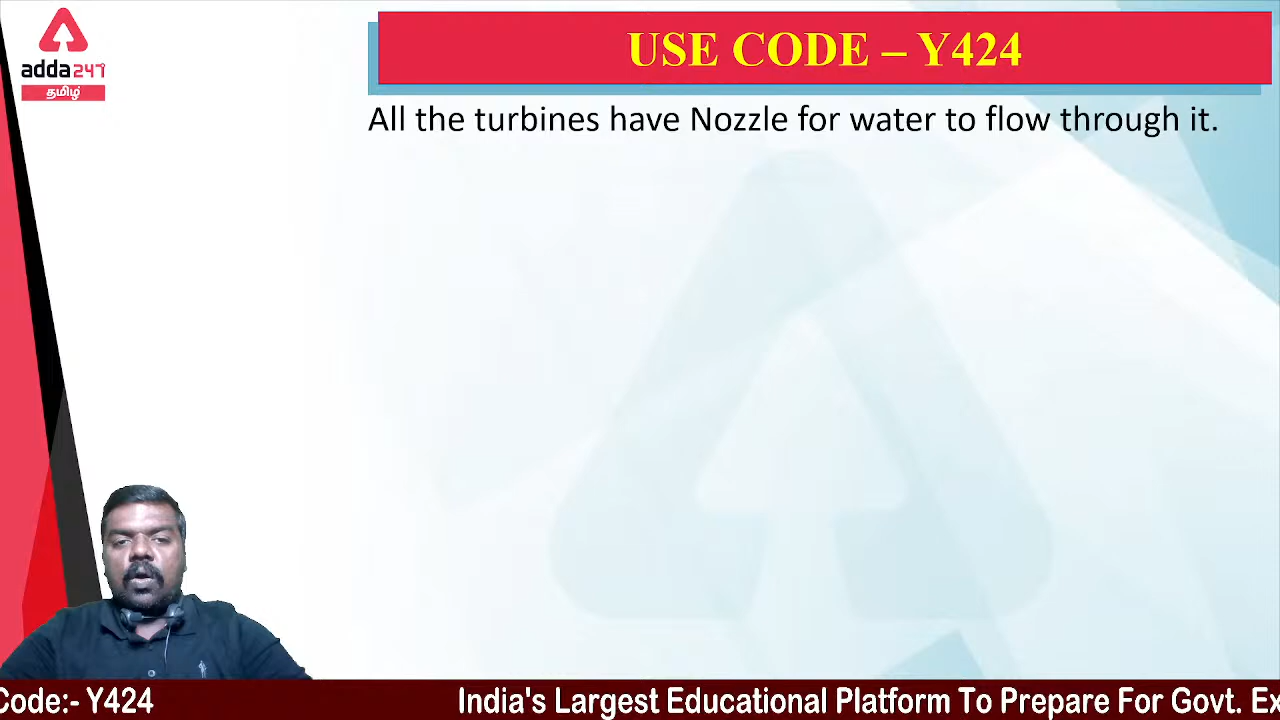 adda247
தமிழ்
USE CODE – Y424
All the turbines have Nozzle for water to flow through it.
Code:- Y424
India's Largest Educational Platform To Prepare For Govt. Ex